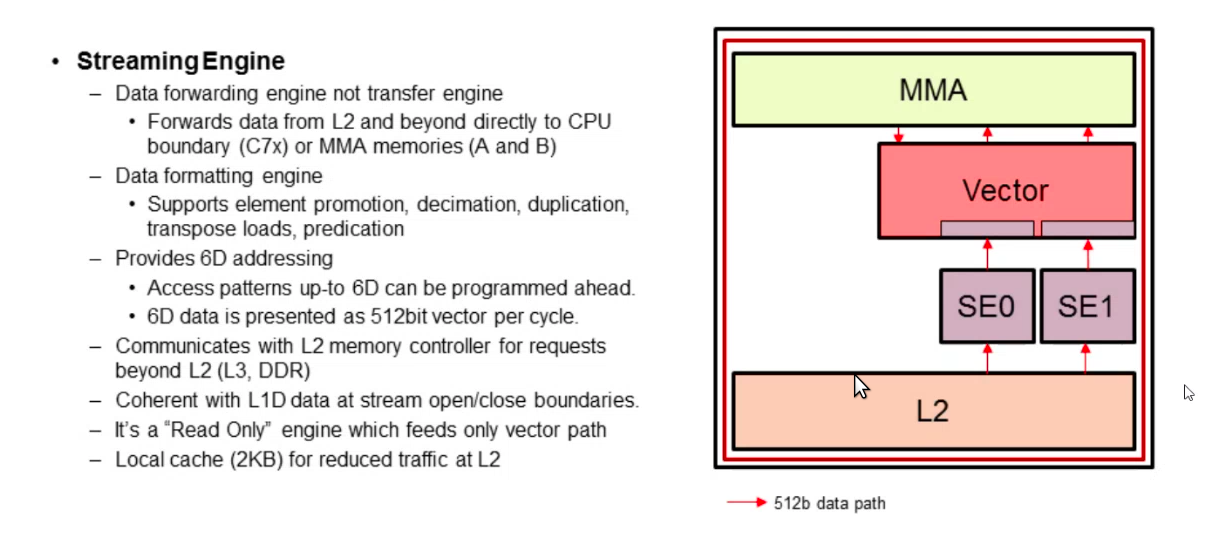 • Streaming Engine
– Data forwarding engine not transfer engine
• Forwards data from L2 and beyond directly to CPU
boundary (C7x) or MMA memories (A and B)
– Data formatting engine
• Supports element promotion, decimation, duplication,
transpose loads, predication
– Provides 6D addressing
• Access patterns up-to 6D can be programmed ahead.
• 6D data is presented as 512bit vector per cycle.
– Communicates with L2 memory controller for requests
beyond L2 (L3, DDR)
– Coherent with L1D data at stream open/close boundaries.
– It's a “Read Only” engine which feeds only vector path
– Local cache (2KB) for reduced traffic at L2
MMA
Vector
SE0 SE1
L2
512b data path